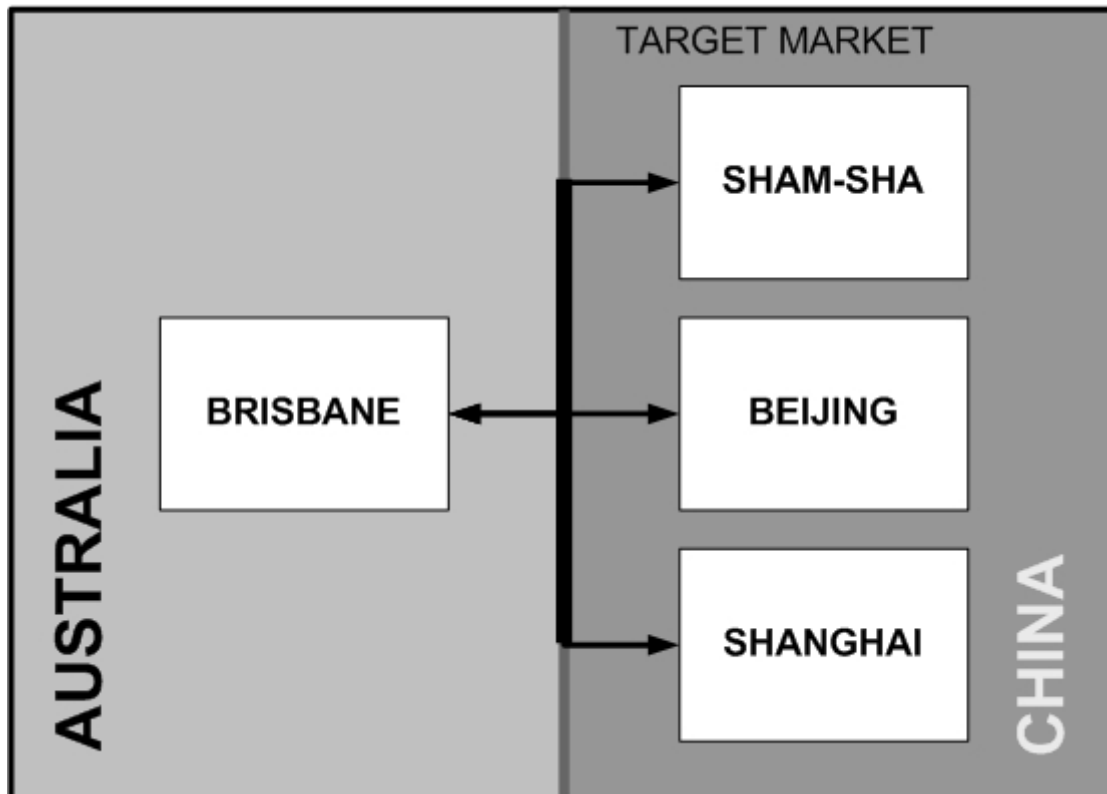 TARGET MARKET
SHAM-SHA
BRISBANE
BEIJING
SHANGHAI
AUSTRALIA
CHINA